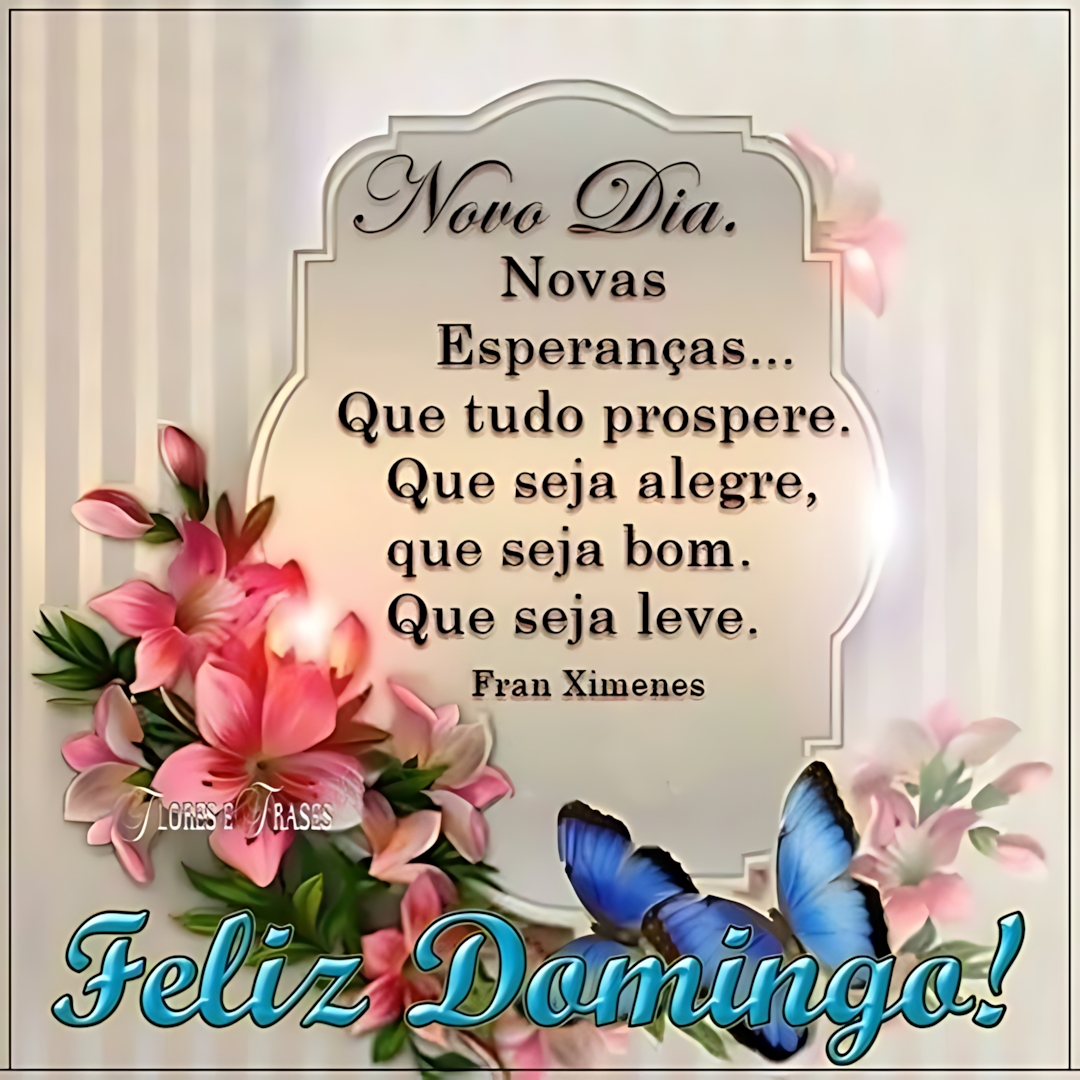 Novo Dia.
Novas
Esperanças...
Que tudo prospere.
Que seja alegre,
que seja bom.
Que seja leve.
Fran Ximenes
Flores e Frases
Feliz Domingo!